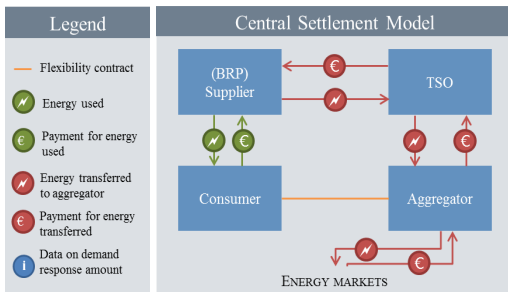 Legend
Flexibility contract
Energy used
€ Payment for energy
used
Energy transferred
to aggregator
€ Payment for energy
transferred
i Data on demand
response amount
Central Settlement Model
(BRP)
Supplier
€
TSO
€
€
Consumer
Aggregator
€
ENERGY MARKETS